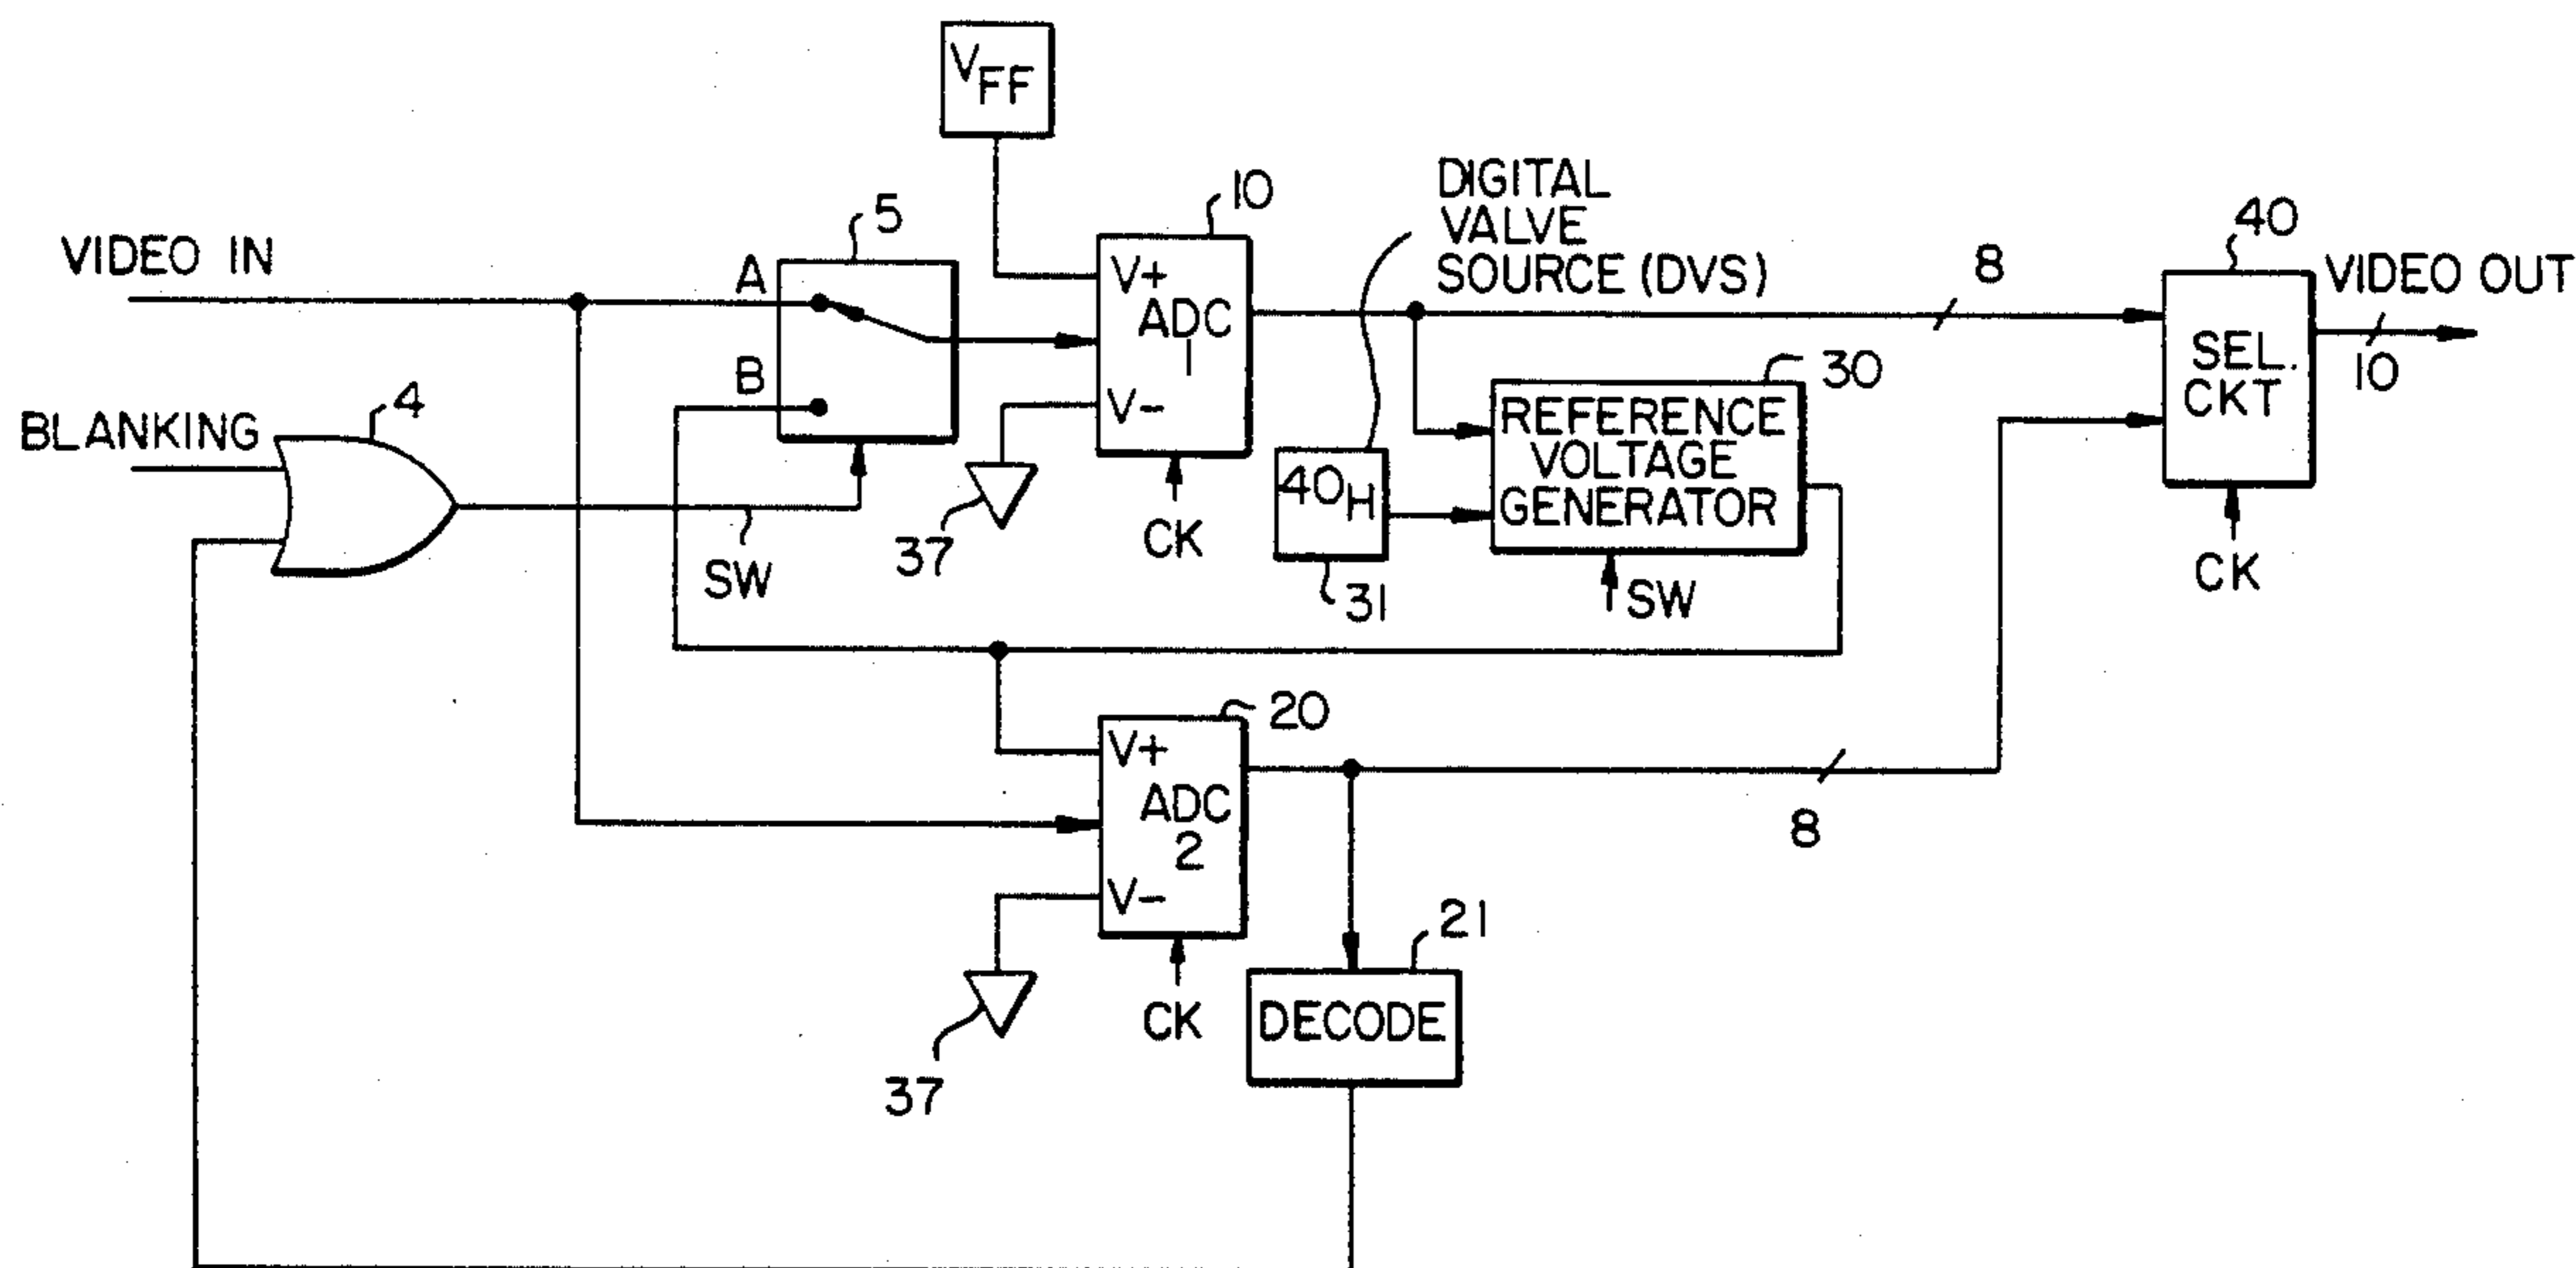 V FF
DIGITAL
VALVE
SOURCE (DVS)
VIDEO IN
5
10
8
40
VIDEO OUT
A
V+
ADC
1
V-
SEL.
CKT
10
B
BLANKING
4
30
REFERENCE
VOLTAGE
GENERATOR
40H
37
CK
31
SW
SW
CK
20
V+
ADC
2
V-
8
21
37
CK
DECODE